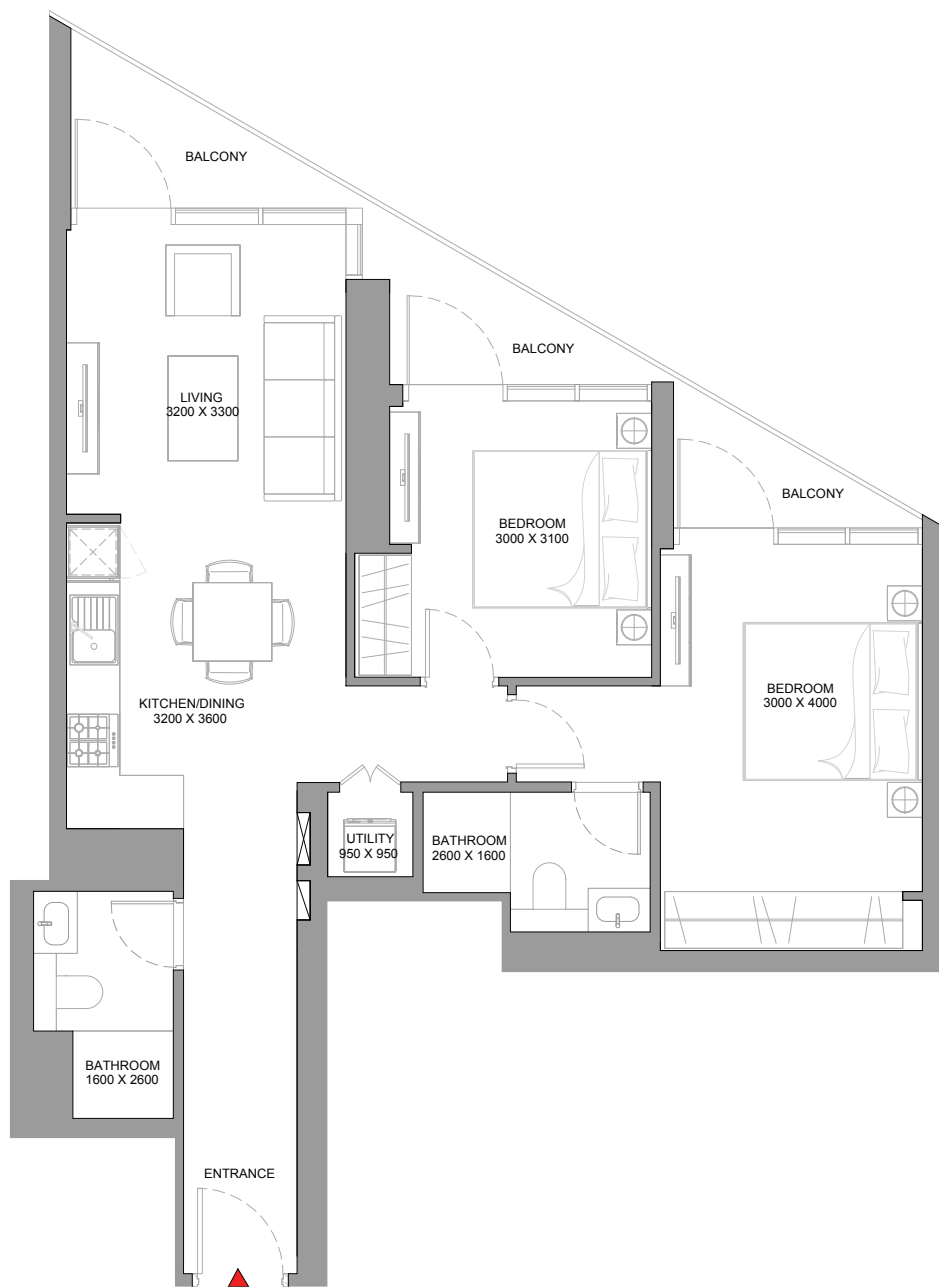 BALCONY
BALCONY
LIVING
3200 X 3300
BALCONY
BEDROOM
3000 X 3100
BEDROOM
3000 X 4000
KITCHEN/DINING
3200 X 3600
UTILITY
950 X 950
BATHROOM
2600 X 1600
BATHROOM
1600 X 2600
ENTRANCE